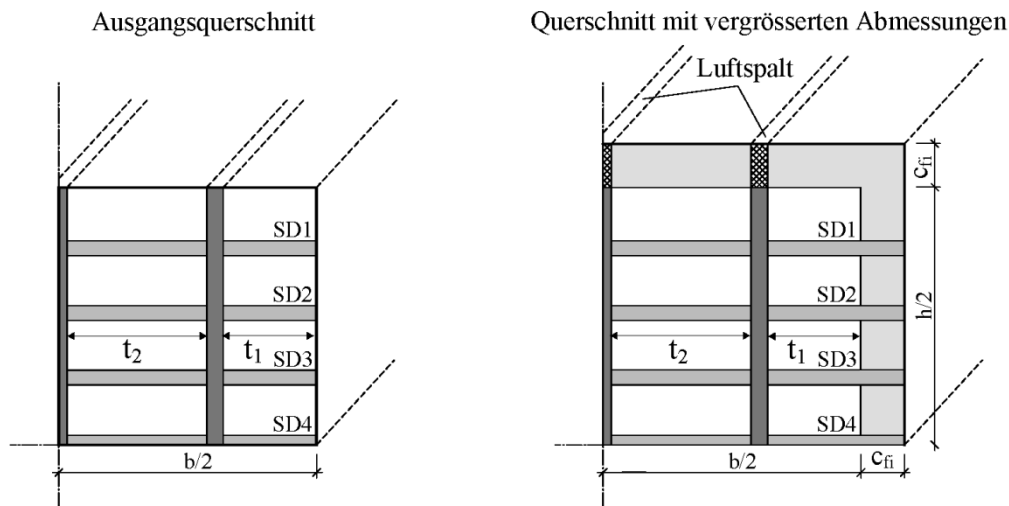 Ausgangsquerschnitt
SD1
SD2
t₂
t₁
SD3
SD4
b/2
Querschnitt mit vergrösserten Abmessungen
Luftspalt
c_fi
SD1
SD2
h/2
t₂
t₁
SD3
SD4
b/2
c_fi